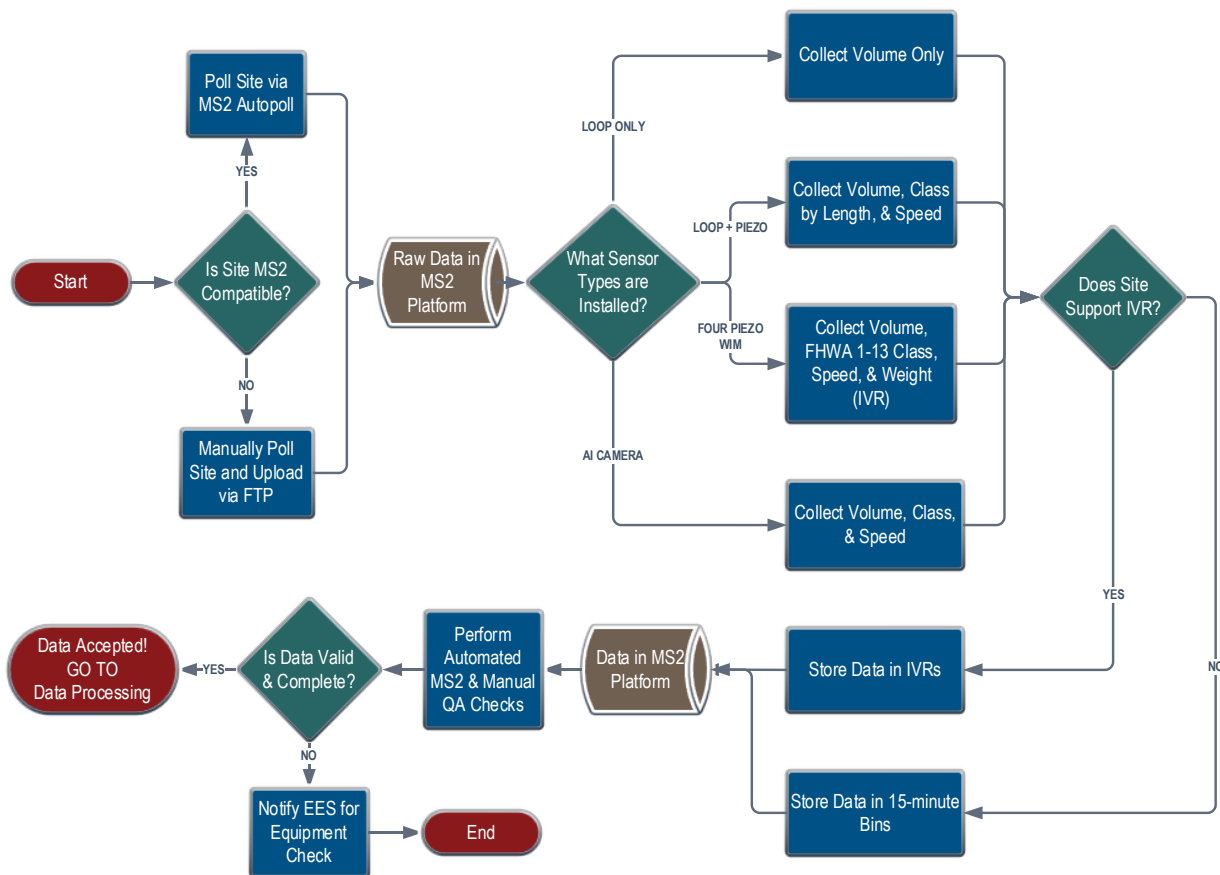 Poll Site via
MS2 Autopoll
YES
Start
Is Site MS2
Compatible?
NO
Manually Poll
Site and Upload
via FTP
Raw Data in
MS2
Platform
What Sensor
Types are
Installed?
LOOP ONLY
Collect Volume Only
LOOP + PIEZO
Collect Volume, Class
by Length, & Speed
FOUR PIEZO
WIM
Collect Volume,
FHWA 1-13 Class,
Speed, & Weight
(IVR)
AI CAMERA
Collect Volume, Class,
& Speed
Does Site
Support IVR?
YES
NO
Store Data in IVRs
Store Data in 15-minute
Bins
Data in MS2
Platform
Perform
Automated
MS2 & Manual
QA Checks
Is Data Valid
& Complete?
YES
Data Accepted!
GO TO
Data Processing
NO
Notify EES for
Equipment
Check
End